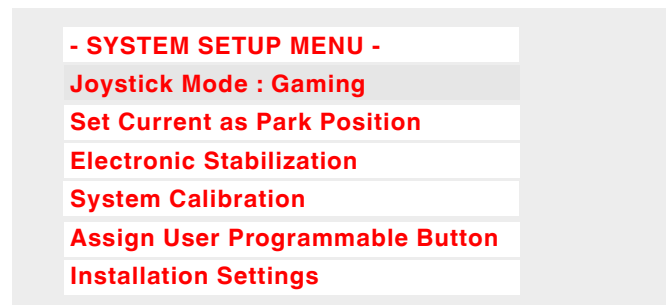 - SYSTEM SETUP MENU -
Joystick Mode : Gaming
Set Current as Park Position
Electronic Stabilization
System Calibration
Assign User Programmable Button
Installation Settings